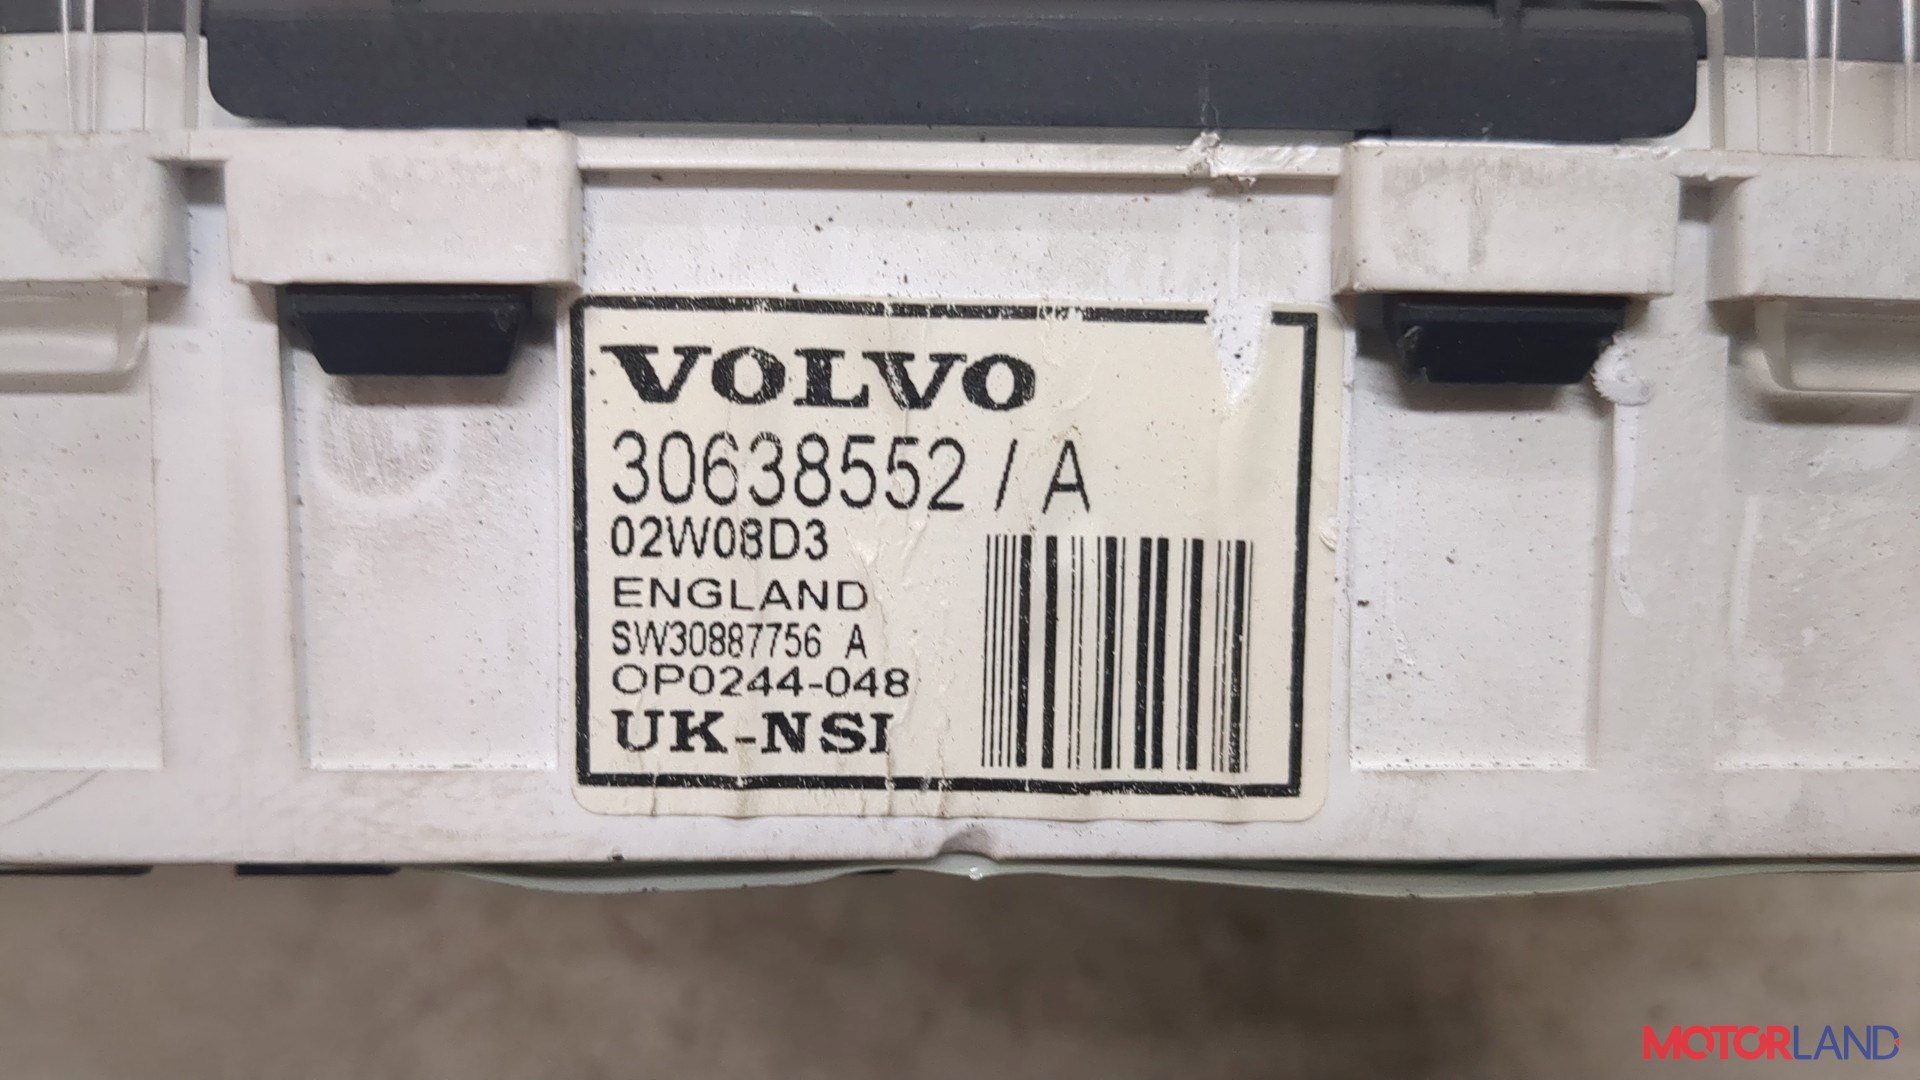 VOLVO
30638552 / A
02W08D3
ENGLAND
SW30887756 A
OP0244-048
UK-NSI
MOTORLAND